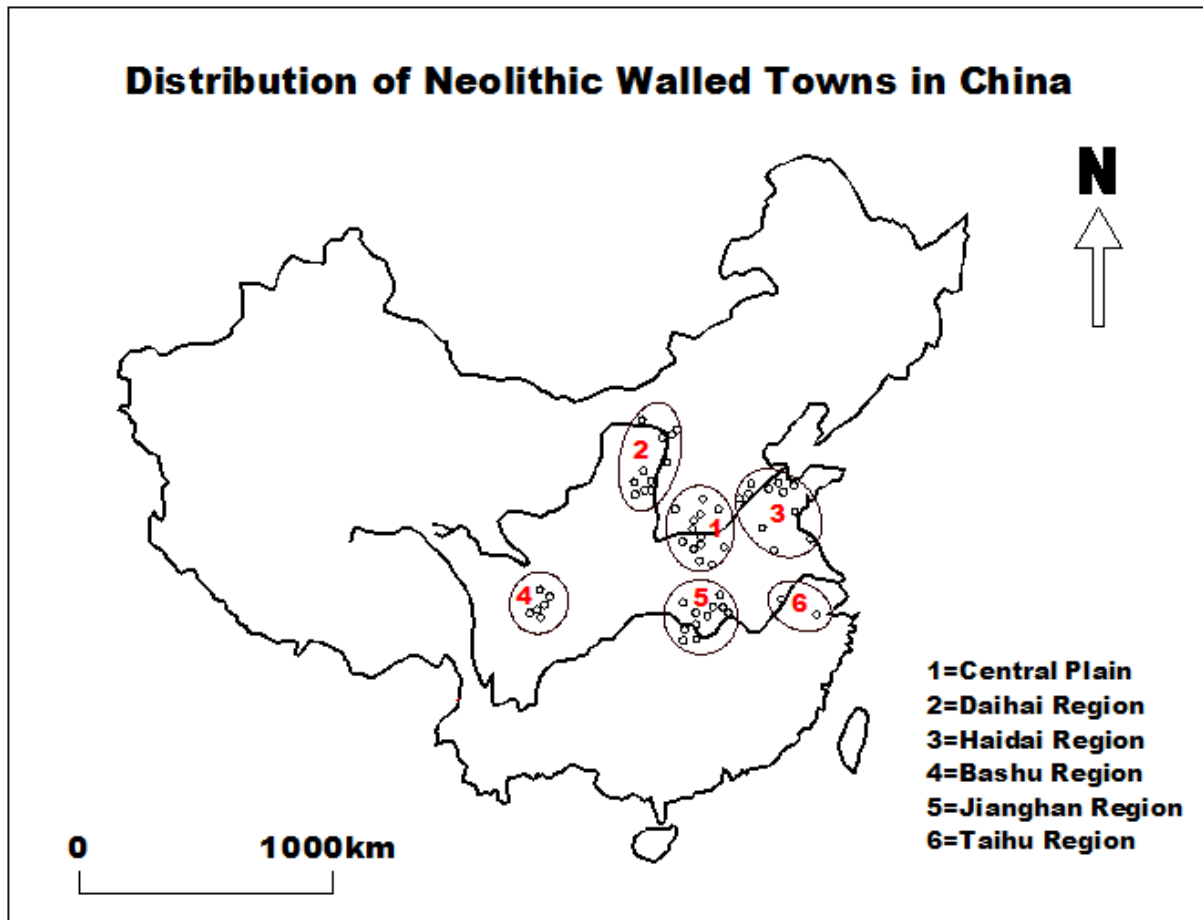 Distribution of Neolithic Walled Towns in China
N
2
1
3
4
5
6
1=Central Plain
2=Daihai Region
3=Haidai Region
4=Bashu Region
5=Jianghan Region
6=Taihu Region
0 1000km